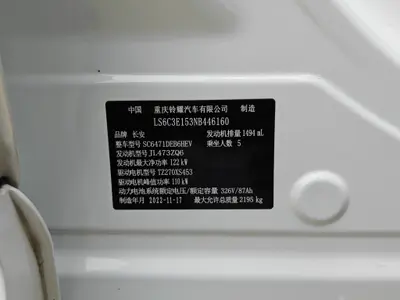 中国 重庆铃耀汽车有限公司 制造
LS6C3E153NB446160
品牌 长安 发动机排量 1494 mL
整车型号 SC6471DEB6HEV 乘坐人数 5
发动机型号 JL473ZQ6
发动机最大净功率 122 kW
驱动电机型号 TZ270XS453
驱动电机峰值功率 110 kW
动力电池系统额定电压/额定容量 326V/87Ah
制造年月 2022-11-17 最大允许总质量 2195 kg